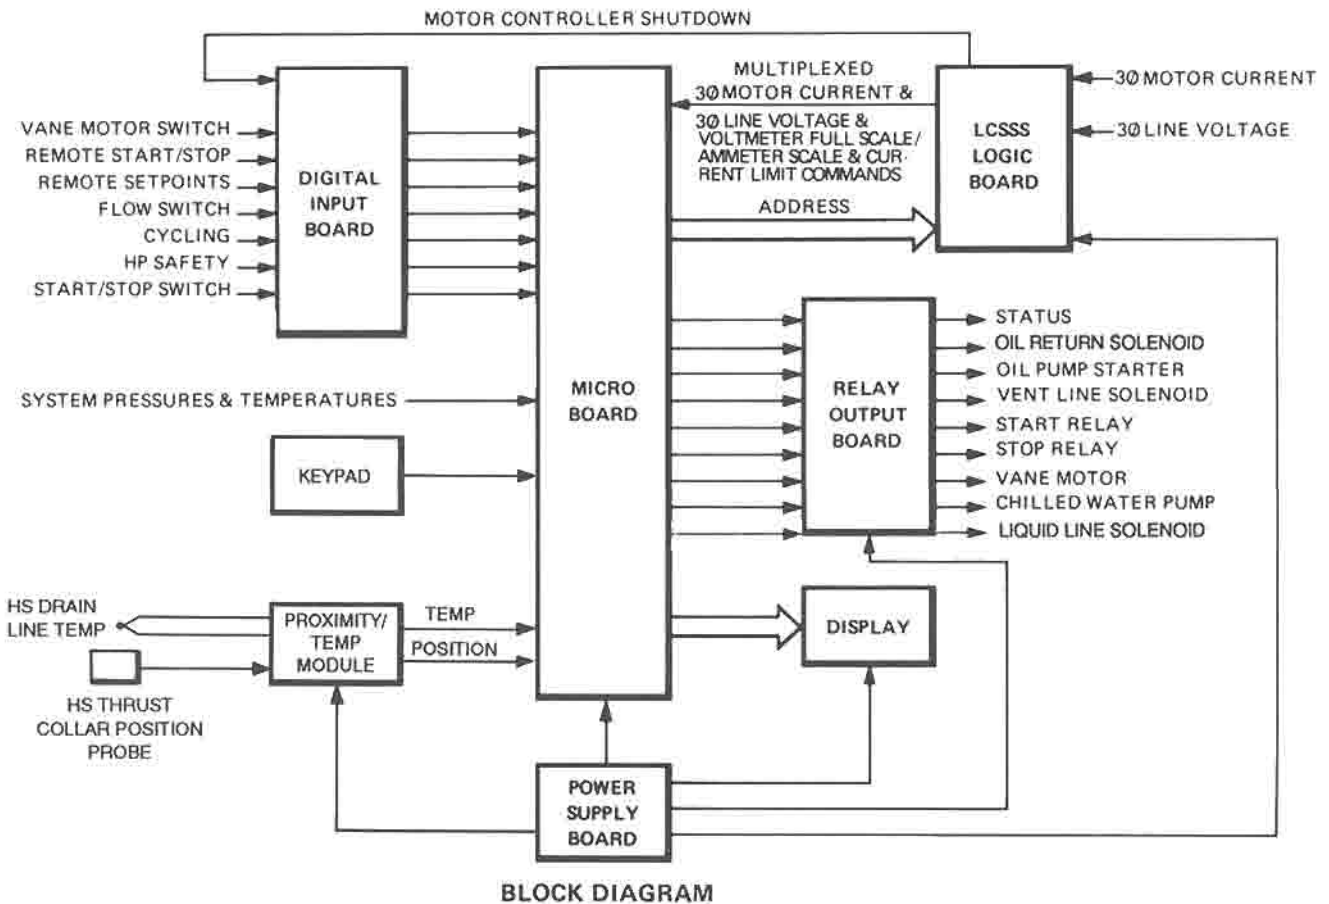 MOTOR CONTROLLER SHUTDOWN
VANE MOTOR SWITCH
REMOTE START/STOP
REMOTE SETPOINTS
FLOW SWITCH
CYCLING
HP SAFETY
START/STOP SWITCH
DIGITAL
INPUT
BOARD
MULTIPLEXED
3Ø MOTOR CURRENT &
3Ø LINE VOLTAGE &
VOLTMETER FULL SCALE/
AMMETER SCALE & CUR-
RENT LIMIT COMMANDS
ADDRESS
LCSSS
LOGIC
BOARD
3Ø MOTOR CURRENT
3Ø LINE VOLTAGE
SYSTEM PRESSURES & TEMPERATURES
KEYPAD
MICRO
BOARD
RELAY
OUTPUT
BOARD
STATUS
OIL RETURN SOLENOID
OIL PUMP STARTER
VENT LINE SOLENOID
START RELAY
STOP RELAY
VANE MOTOR
CHILLED WATER PUMP
LIQUID LINE SOLENOID
HS DRAIN
LINE TEMP
HS THRUST
COLLAR POSITION
PROBE
PROXIMITY/
TEMP
MODULE
TEMP
POSITION
DISPLAY
POWER
SUPPLY
BOARD
BLOCK DIAGRAM